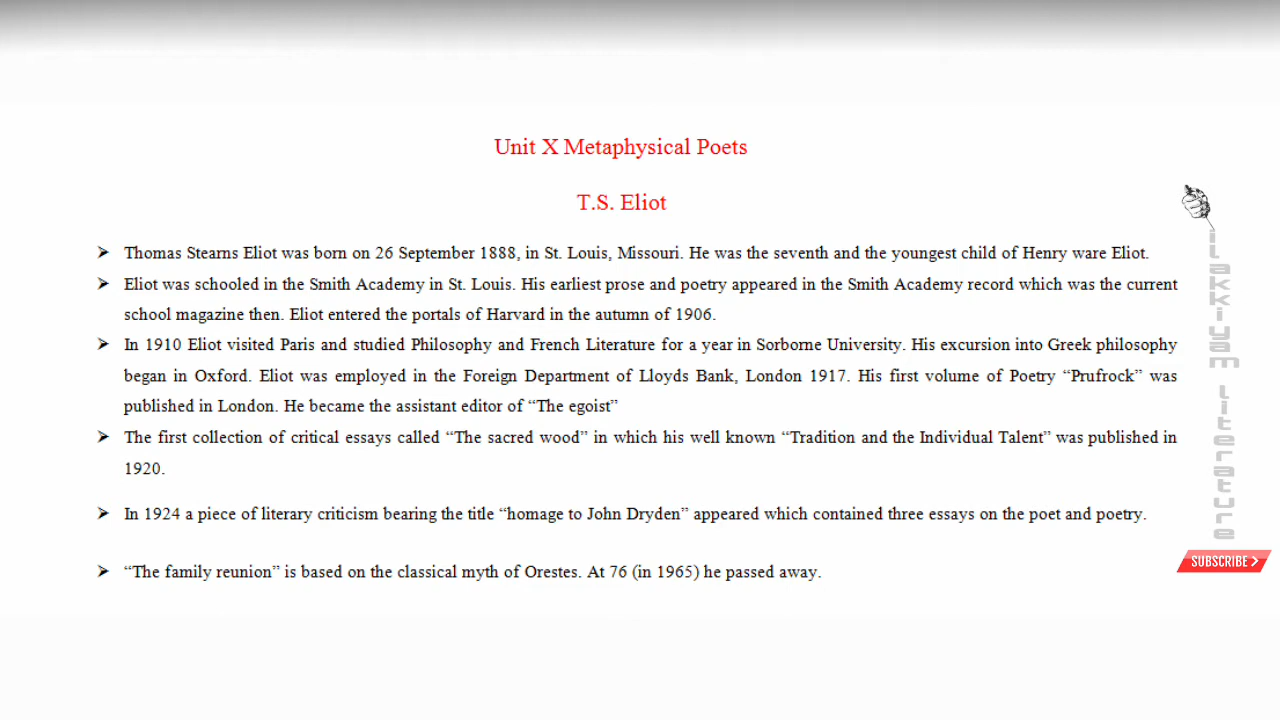 Unit X Metaphysical Poets
T.S. Eliot
➤ Thomas Stearns Eliot was born on 26 September 1888, in St. Louis, Missouri. He was the seventh and the youngest child of Henry ware Eliot.
➤ Eliot was schooled in the Smith Academy in St. Louis. His earliest prose and poetry appeared in the Smith Academy record which was the current
school magazine then. Eliot entered the portals of Harvard in the autumn of 1906.
➤ In 1910 Eliot visited Paris and studied Philosophy and French Literature for a year in Sorborne University. His excursion into Greek philosophy
began in Oxford. Eliot was employed in the Foreign Department of Lloyds Bank, London 1917. His first volume of Poetry “Prufrock” was
published in London. He became the assistant editor of “The egoist”
➤ The first collection of critical essays called “The sacred wood” in which his well known “Tradition and the Individual Talent” was published in
1920.
➤ In 1924 a piece of literary criticism bearing the title “homage to John Dryden” appeared which contained three essays on the poet and poetry.
➤ “The family reunion” is based on the classical myth of Orestes. At 76 (in 1965) he passed away.
iLakkiyam Literature
SUBSCRIBE >